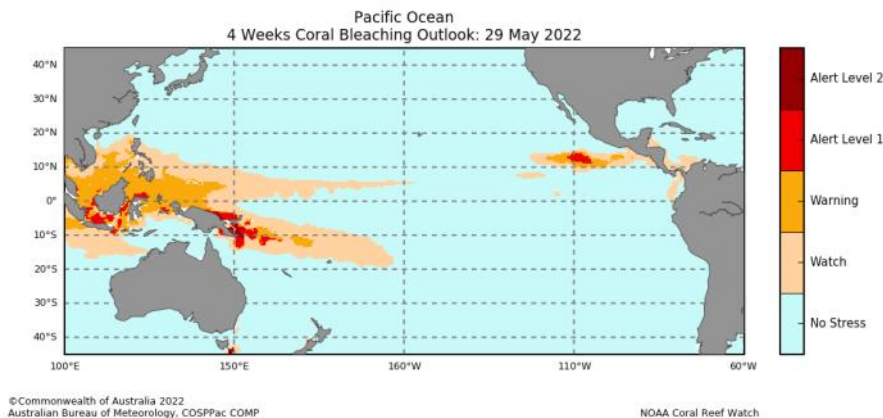 Pacific Ocean
4 Weeks Coral Bleaching Outlook: 29 May 2022
40°N
30°N
20°N
10°N
0°
10°S
20°S
30°S
40°S
100°E
150°E
160°W
110°W
60°W
Alert Level 2
Alert Level 1
Warning
Watch
No Stress
©Commonwealth of Australia 2022
Australian Bureau of Meteorology, COSPPac COMP
NOAA Coral Reef Watch